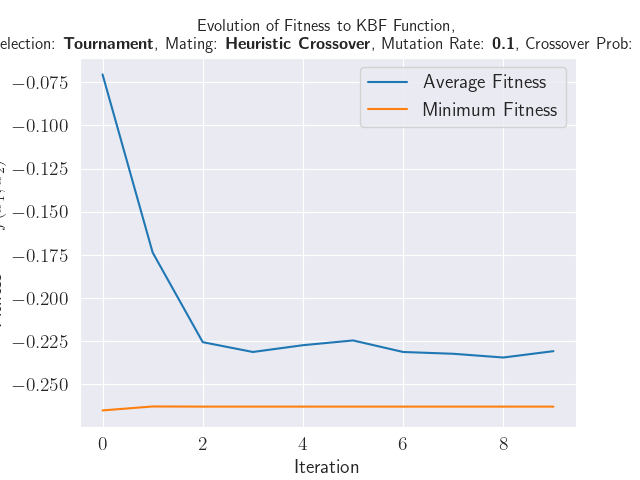 Evolution of Fitness to KBF Function,
election: Tournament, Mating: Heuristic Crossover, Mutation Rate: 0.1, Crossover Prob:
Average Fitness
Minimum Fitness
−0.075
−0.100
−0.125
−0.150
−0.175
−0.200
−0.225
−0.250
0 2 4 6 8
Iteration